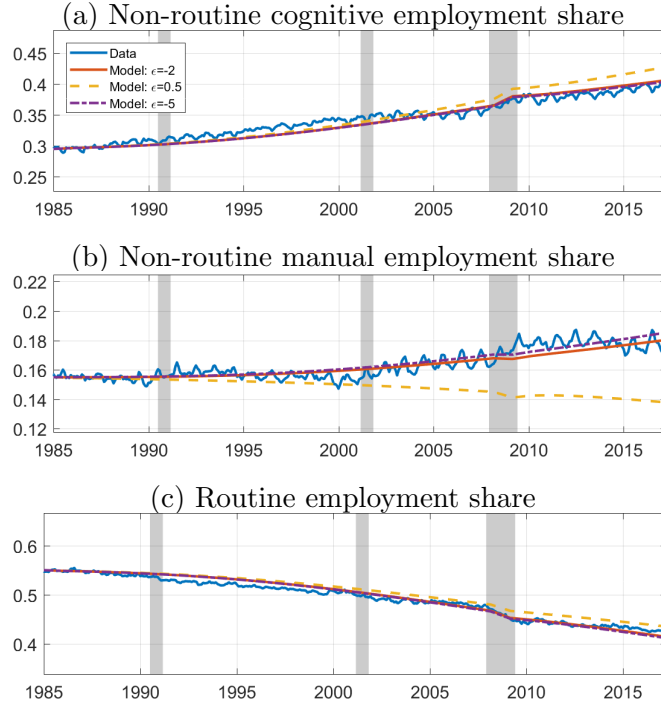 (a) Non-routine cognitive employment share
0.45
0.4
0.35
0.3
0.25
Data
Model: ϵ=-2
Model: ϵ=0.5
Model: ϵ=-5
1985 1990 1995 2000 2005 2010 2015
(b) Non-routine manual employment share
0.22
0.2
0.18
0.16
0.14
0.12
1985 1990 1995 2000 2005 2010 2015
(c) Routine employment share
0.6
0.5
0.4
1985 1990 1995 2000 2005 2010 2015